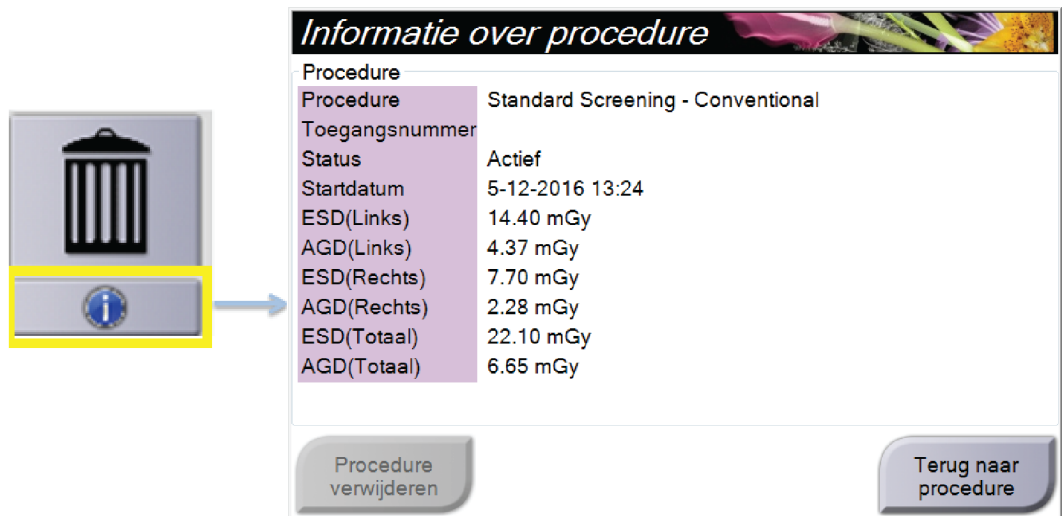 Informatie over procedure
Procedure
Procedure Standard Screening - Conventional
Toegangsnummer
Status Actief
Startdatum 5-12-2016 13:24
ESD(Links) 14.40 mGy
AGD(Links) 4.37 mGy
ESD(Rechts) 7.70 mGy
AGD(Rechts) 2.28 mGy
ESD(Totaal) 22.10 mGy
AGD(Totaal) 6.65 mGy
Procedure
verwijderen
Terug naar
procedure